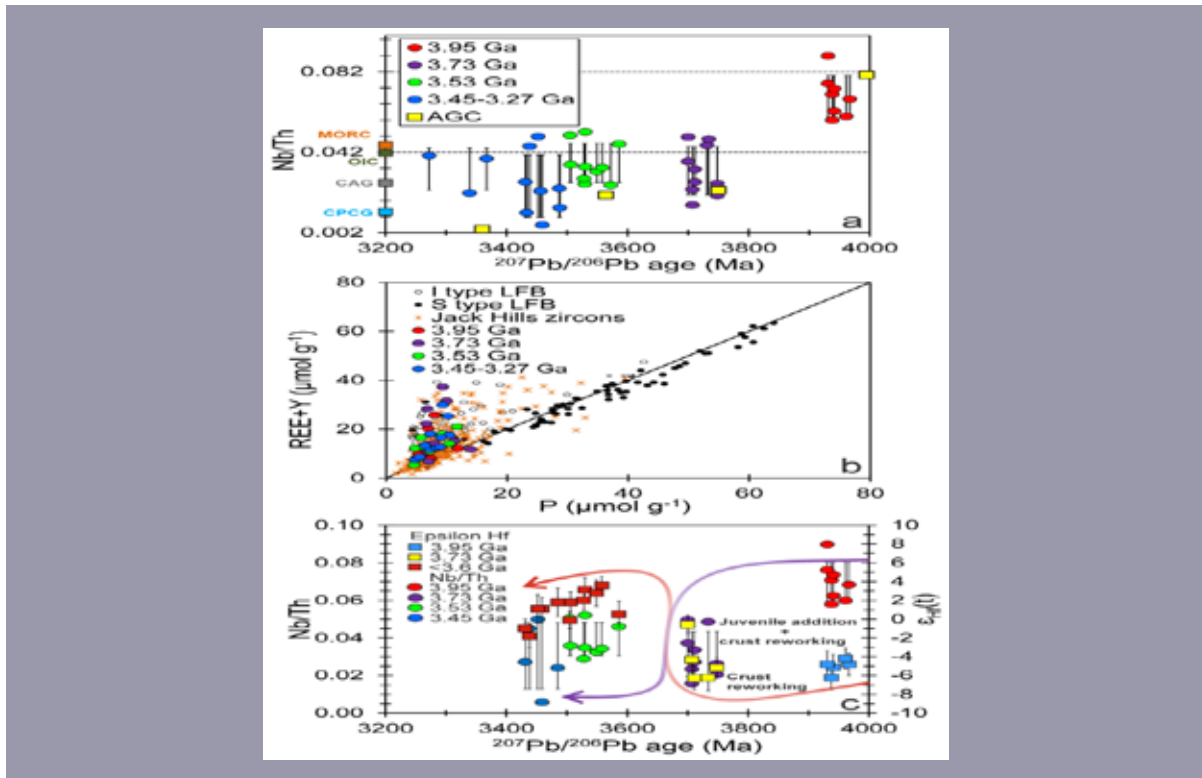 3.95 Ga
3.73 Ga
3.53 Ga
3.45-3.27 Ga
AGC
0.082
0.042
0.002
Nb/Th
MORC
OIC
CAG
CPCG
a
3200 3400 3600 3800 4000
²⁰⁷Pb/²⁰⁶Pb age (Ma)
I type LFB
S type LFB
Jack Hills zircons
3.95 Ga
3.73 Ga
3.53 Ga
3.45-3.27 Ga
80
60
40
20
0
REE+Y (µmol g⁻¹)
b
0 20 40 60 80
P (µmol g⁻¹)
Epsilon Hf
3.95 Ga
3.73 Ga
<3.6 Ga
Nb/Th
3.95 Ga
3.73 Ga
3.53 Ga
3.45 Ga
0.10
0.08
0.06
0.04
0.02
0.00
Nb/Th
10
8
6
4
2
0
-2
-4
-6
-8
-10
εHf(t)
Juvenile addition
+
crust reworking
Crust
reworking
c
3200 3400 3600 3800 4000
²⁰⁷Pb/²⁰⁶Pb age (Ma)